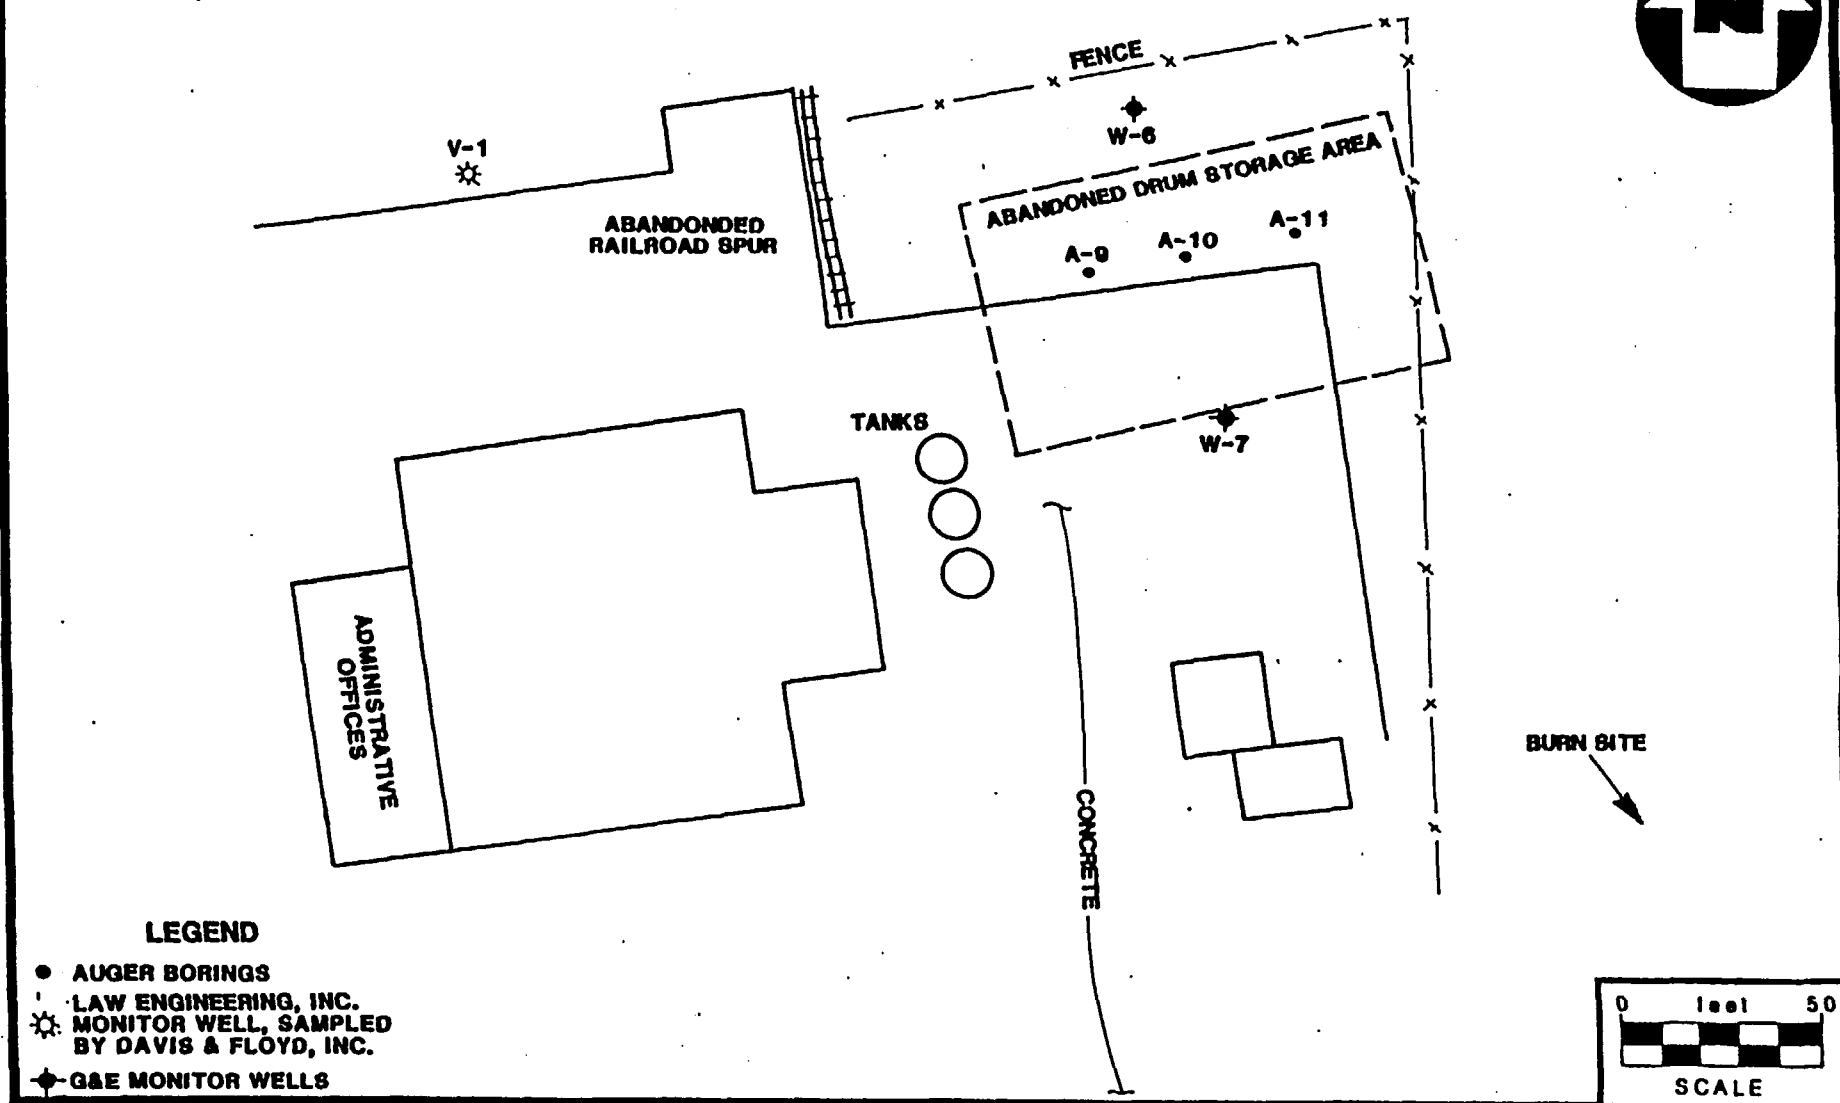 N
FENCE
W-6
V-1
ABANDONED DRUM STORAGE AREA
ABANDONDED
RAILROAD SPUR
A-9
A-10
A-11
TANKS
W-7
ADMINISTRATIVE
OFFICES
BURN SITE
CONCRETE
LEGEND
AUGER BORINGS
LAW ENGINEERING, INC.
MONITOR WELL, SAMPLED
BY DAVIS & FLOYD, INC.
G&E MONITOR WELLS
0 feet 50
SCALE